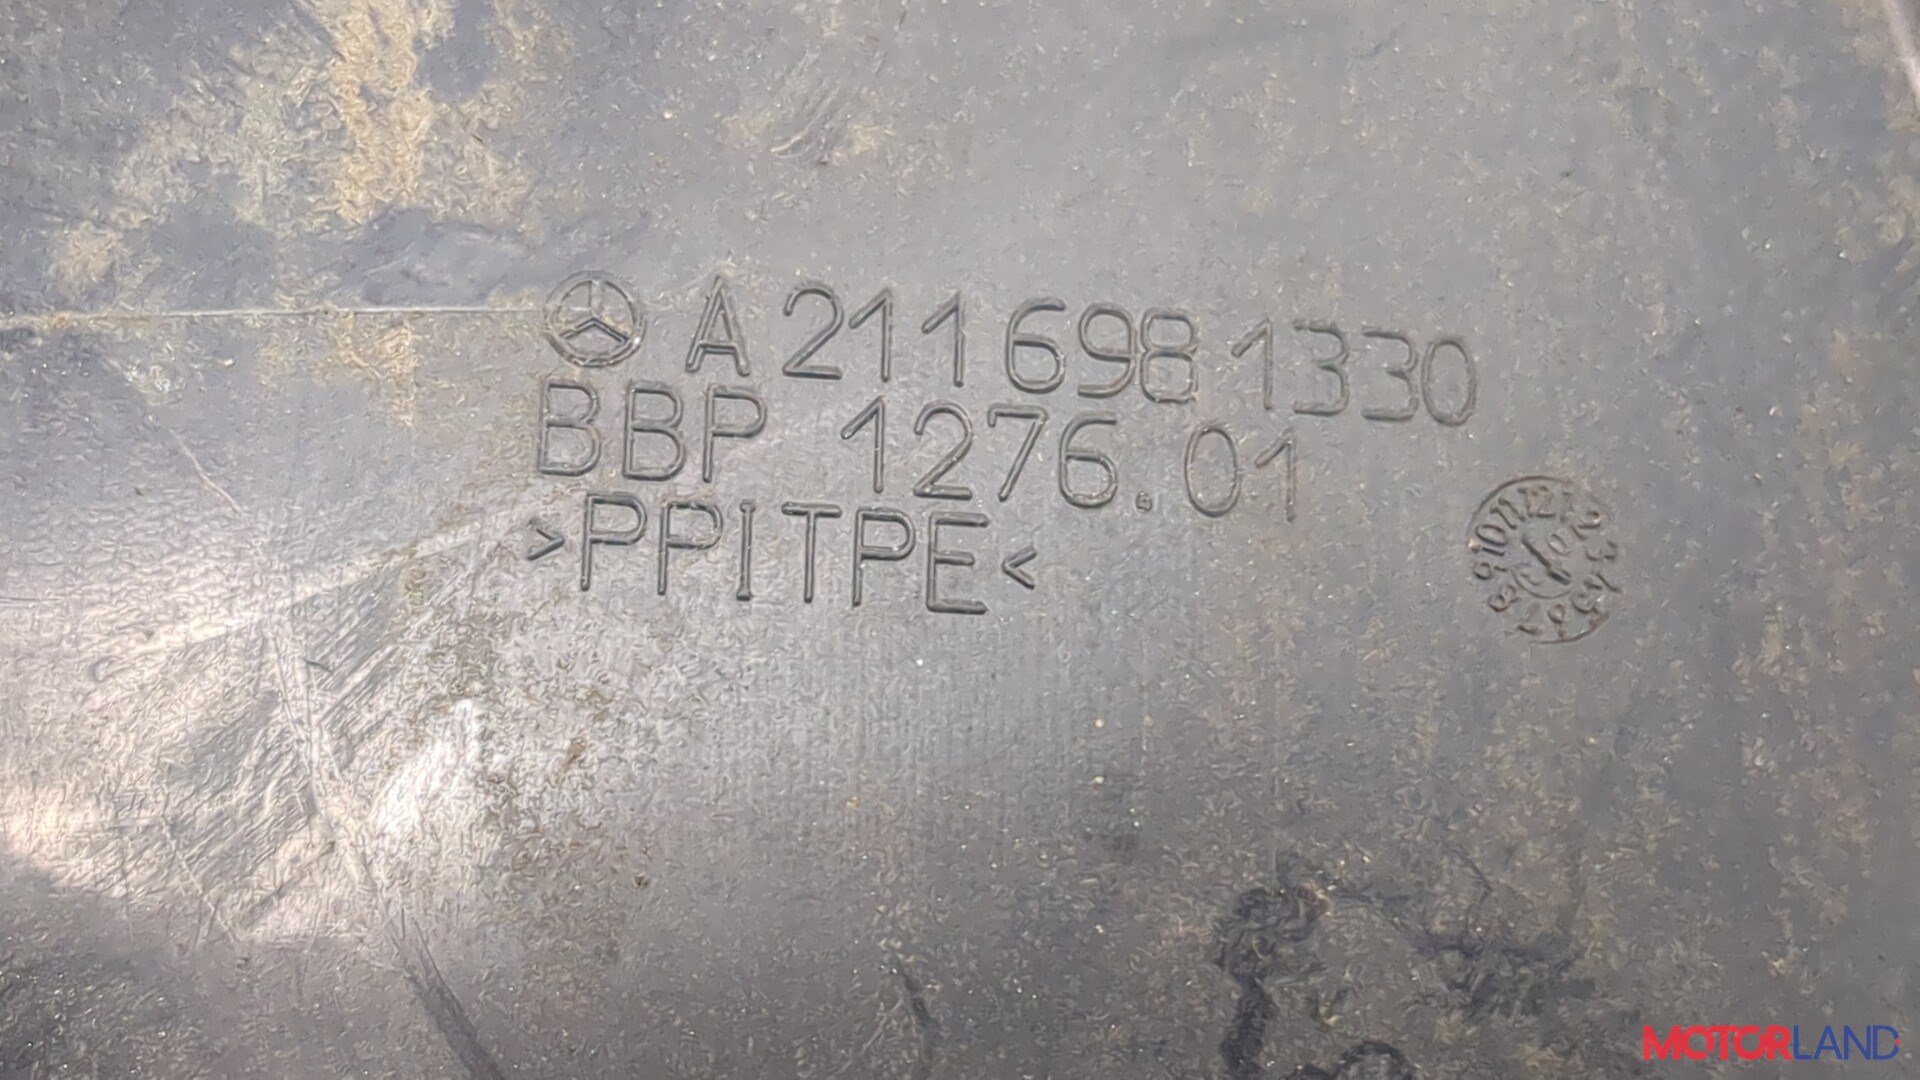 A 211 698 1330
BBP 1276.01
>PPITPE<
MOTORLAND